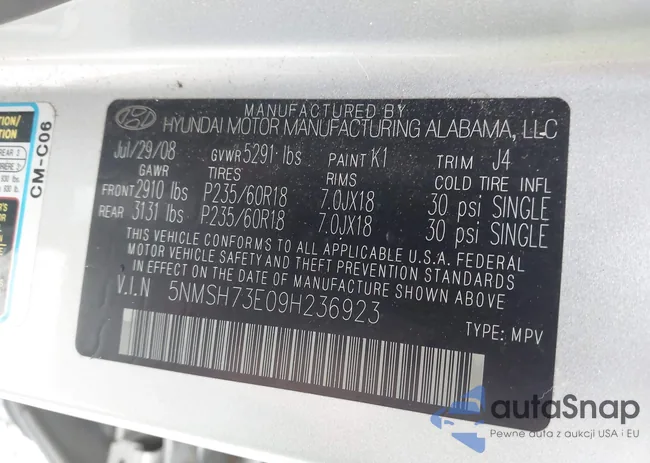 MANUFACTURED BY
HYUNDAI MOTOR MANUFACTURING ALABAMA, LLC
Jul/29/08 GVWR 5291 lbs PAINT K1 TRIM J4
GAWR TIRES RIMS COLD TIRE INFL
FRONT 2910 lbs P235/60R18 7.0JX18 30 psi SINGLE
REAR 3131 lbs P235/60R18 7.0JX18 30 psi SINGLE
THIS VEHICLE CONFORMS TO ALL APPLICABLE U.S.A. FEDERAL
MOTOR VEHICLE SAFETY AND THEFT PREVENTION STANDARDS
IN EFFECT ON THE DATE OF MANUFACTURE SHOWN ABOVE
V.I.N 5NMSH73E09H236923
TYPE: MPV
CM-C06
autaSnap
Pewne auta z aukcji USA i EU